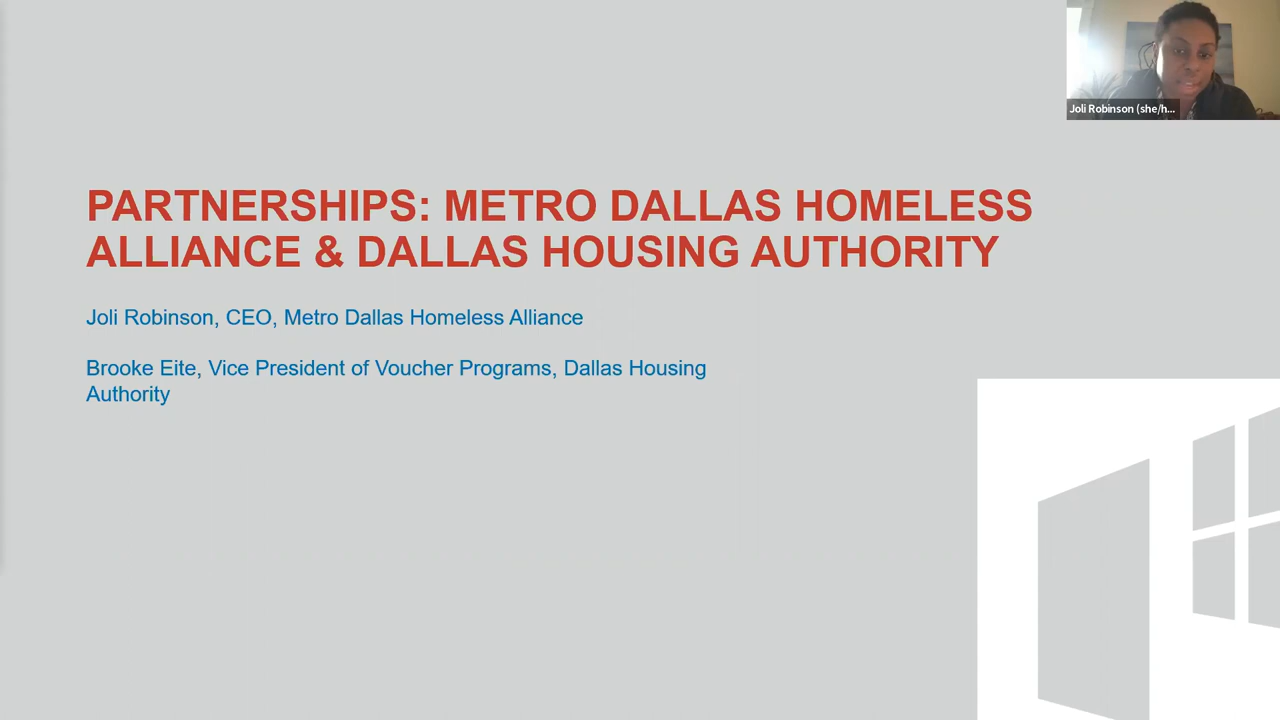 Joli Robinson (she/h...
PARTNERSHIPS: METRO DALLAS HOMELESS
ALLIANCE & DALLAS HOUSING AUTHORITY
Joli Robinson, CEO, Metro Dallas Homeless Alliance
Brooke Eite, Vice President of Voucher Programs, Dallas Housing
Authority